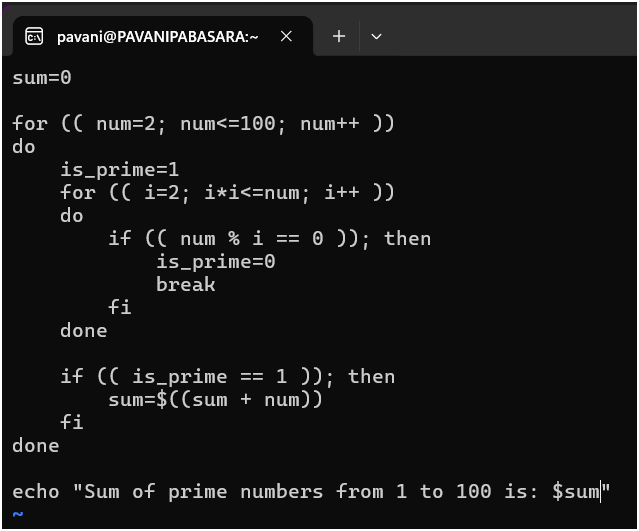 pavani@PAVANIPABASARA:~
sum=0

for (( num=2; num<=100; num++ ))
do
    is_prime=1
    for (( i=2; i*i<=num; i++ ))
    do
        if (( num % i == 0 )); then
            is_prime=0
            break
        fi
    done

    if (( is_prime == 1 )); then
        sum=$((sum + num))
    fi
done

echo "Sum of prime numbers from 1 to 100 is: $sum"
~